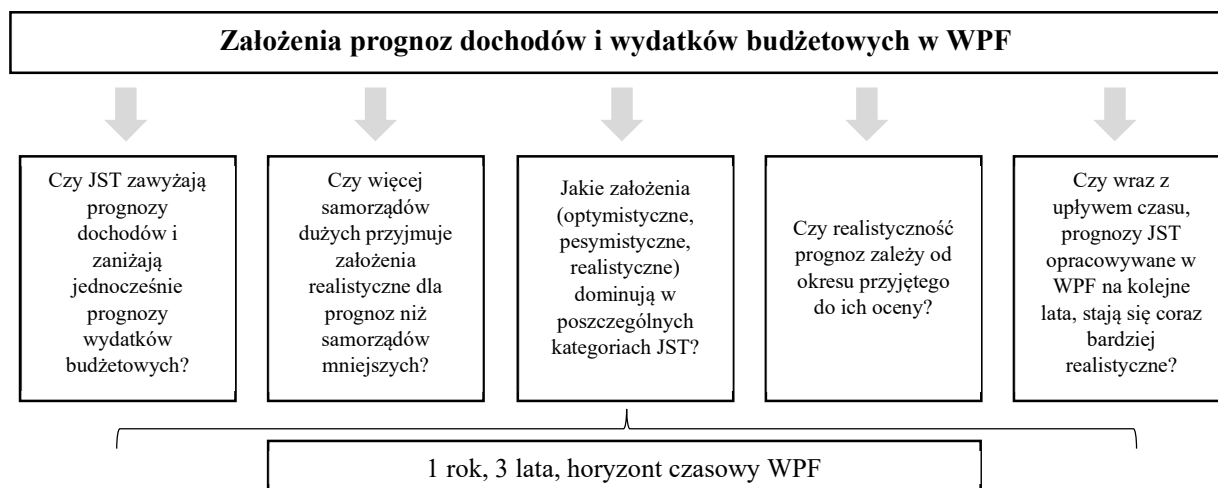 Założenia prognoz dochodów i wydatków budżetowych w WPF
Czy JST zawyżają
prognozy
dochodów i
zaniżają
jednocześnie
prognozy
wydatków
budżetowych?
Czy więcej
samorządów
dużych przyjmuje
założenia
realistyczne dla
prognoz niż
samorządów
mniejszych?
Jakie założenia
(optymistyczne,
pesymistyczne,
realistyczne)
dominują w
poszczególnych
kategoriach JST?
Czy realistyczność
prognoz zależy od
okresu przyjętego
do ich oceny?
Czy wraz z
upływem czasu,
prognozy JST
opracowywane w
WPF na kolejne
lata, stają się coraz
bardziej
realistyczne?
1 rok, 3 lata, horyzont czasowy WPF